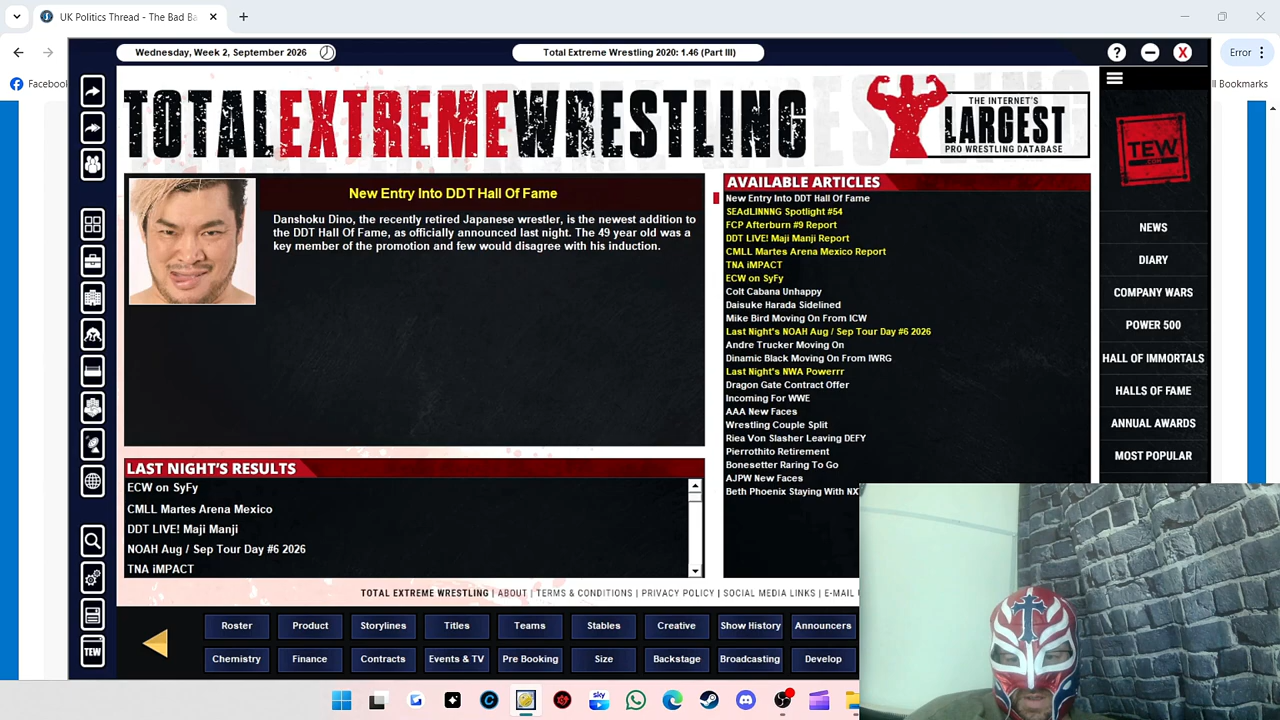 UK Politics Thread - The Bad Ba
Error
Facebook
ll Bookmarks
Wednesday, Week 2, September 2026
Total Extreme Wrestling 2020: 1.46 (Part III)
?
X
TOTALEXTREMEWRESTLING
THE INTERNET'S
LARGEST
PRO WRESTLING DATABASE
TEW
.COM
New Entry Into DDT Hall Of Fame
Danshoku Dino, the recently retired Japanese wrestler, is the newest addition to
the DDT Hall Of Fame, as officially announced last night. The 49 year old was a
key member of the promotion and few would disagree with his induction.
AVAILABLE ARTICLES
New Entry Into DDT Hall Of Fame
SEAdLINNNG Spotlight #54
FCP Afterburn #9 Report
DDT LIVE! Maji Manji Report
CMLL Martes Arena Mexico Report
TNA iMPACT
ECW on SyFy
Colt Cabana Unhappy
Daisuke Harada Sidelined
Mike Bird Moving On From ICW
Last Night's NOAH Aug / Sep Tour Day #6 2026
Andre Trucker Moving On
Dinamic Black Moving On From IWRG
Last Night's NWA Powerrr
Dragon Gate Contract Offer
Incoming For WWE
AAA New Faces
Wrestling Couple Split
Riea Von Slasher Leaving DEFY
Pierrothito Retirement
Bonesetter Raring To Go
AJPW New Faces
Beth Phoenix Staying With NX
NEWS
DIARY
COMPANY WARS
POWER 500
HALL OF IMMORTALS
HALLS OF FAME
ANNUAL AWARDS
MOST POPULAR
LAST NIGHT'S RESULTS
ECW on SyFy
CMLL Martes Arena Mexico
DDT LIVE! Maji Manji
NOAH Aug / Sep Tour Day #6 2026
TNA iMPACT
TOTAL EXTREME WRESTLING | ABOUT | TERMS & CONDITIONS | PRIVACY POLICY | SOCIAL MEDIA LINKS | E-MAIL
Roster Product Storylines Titles Teams Stables Creative Show History Announcers
Chemistry Finance Contracts Events & TV Pre Booking Size Backstage Broadcasting Develop
TEW
sky